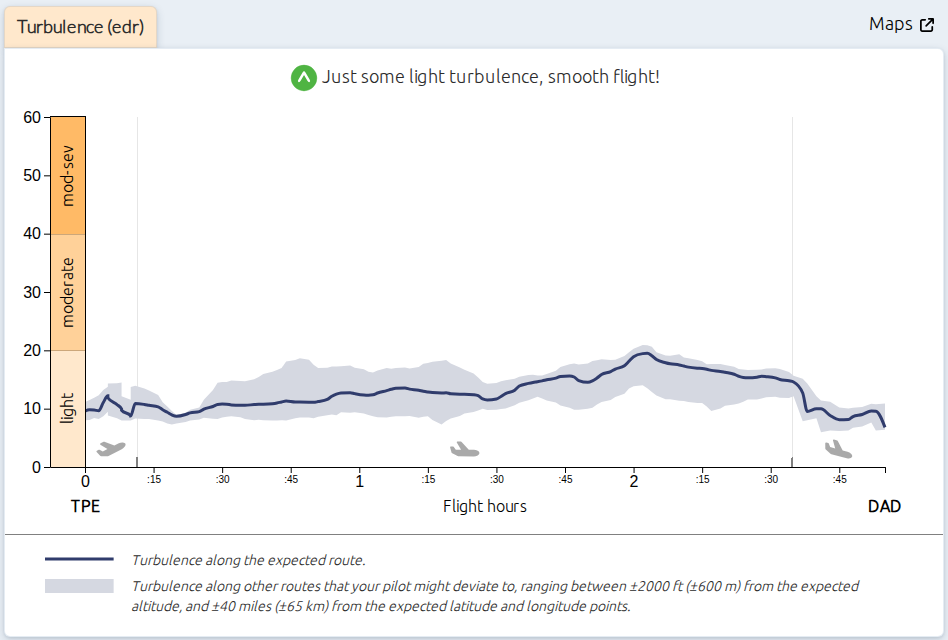 Turbulence (edr)
Maps
Just some light turbulence, smooth flight!
60
50
40
30
20
10
0
mod-sev
moderate
light
0 :15 :30 :45 1 :15 :30 :45 2 :15 :30 :45
TPE Flight hours DAD
Turbulence along the expected route.
Turbulence along other routes that your pilot might deviate to, ranging between ±2000 ft (±600 m) from the expected
altitude, and ±40 miles (±65 km) from the expected latitude and longitude points.